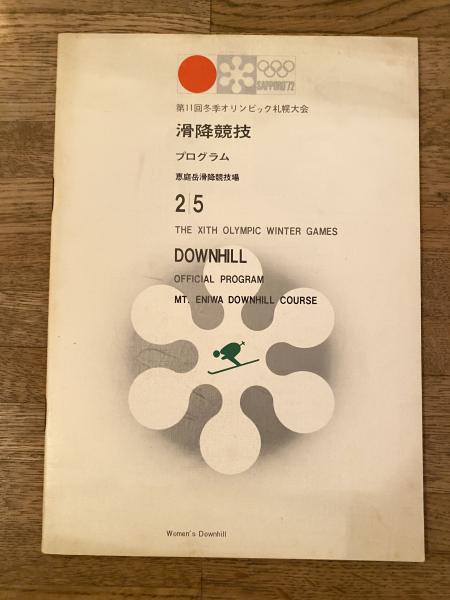 SAPPORO'72
第11回冬季オリンピック札幌大会
滑降競技
プログラム
恵庭岳滑降競技場
2|5
THE XITH OLYMPIC WINTER GAMES
DOWNHILL
OFFICIAL PROGRAM
MT. ENIWA DOWNHILL COURSE
Women's Downhill